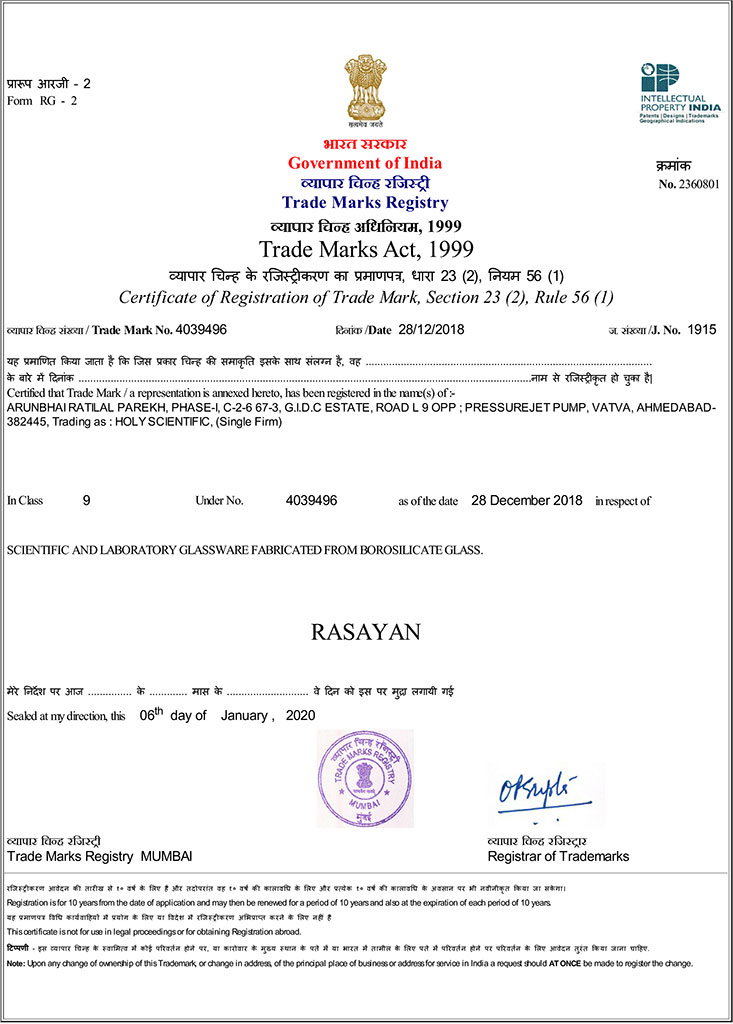 प्रारूप आरजी - 2
Form RG - 2
सत्यमेव जयते
INTELLECTUAL
PROPERTY INDIA
Patents | Designs | Trademarks
Geographical Indications
भारत सरकार
Government of India
व्यापार चिन्ह रजिस्ट्री
Trade Marks Registry
क्रमांक
No. 2360801
व्यापार चिन्ह अधिनियम, 1999
Trade Marks Act, 1999
व्यापार चिन्ह के रजिस्ट्रीकरण का प्रमाणपत्र, धारा 23 (2), नियम 56 (1)
Certificate of Registration of Trade Mark, Section 23 (2), Rule 56 (1)
व्यापार चिन्ह संख्या / Trade Mark No. 4039496 दिनांक /Date 28/12/2018 ज. संख्या /J. No. 1915
यह प्रमाणित किया जाता है कि जिस प्रकार चिन्ह की समाकृति इसके साथ संलग्न है, वह ....................
के बारे में दिनांक ....................नाम से रजिस्ट्रीकृत हो चुका है|
Certified that Trade Mark / a representation is annexed hereto, has been registered in the name(s) of :-
ARUNBHAI RATILAL PAREKH, PHASE-I, C-2-6 67-3, G.I.D.C ESTATE, ROAD L 9 OPP ; PRESSUREJET PUMP, VATVA, AHMEDABAD-
382445, Trading as : HOLY SCIENTIFIC, (Single Firm)
In Class 9 Under No. 4039496 as of the date 28 December 2018 in respect of
SCIENTIFIC AND LABORATORY GLASSWARE FABRICATED FROM BOROSILICATE GLASS.
RASAYAN
मेरे निर्देश पर आज ............... के ............. मास के ............................ वे दिन को इस पर मुद्रा लगायी गई
Sealed at my direction, this 06th day of January , 2020
व्यापार चिन्ह रजिस्ट्री
TRADE MARKS REGISTRY
MUMBAI
मुंबई
व्यापार चिन्ह रजिस्ट्री
Trade Marks Registry MUMBAI
व्यापार चिन्ह रजिस्ट्रार
Registrar of Trademarks
रजिस्ट्रीकरण आवेदन की तारीख से १० वर्ष के लिए है और तदोपरांत वह १० वर्ष की कालावधि के लिए और प्रत्येक १० वर्ष की कालावधि के अवसान पर भी नवीनीकृत किया जा सकेगा।
Registration is for 10 years from the date of application and may then be renewed for a period of 10 years and also at the expiration of each period of 10 years.
यह प्रमाणपत्र विधि कार्यवाहियों में प्रयोग के लिए या विदेश में रजिस्ट्रीकरण अभिप्राप्त करने के लिए नहीं है
This certificate is not for use in legal proceedings or for obtaining Registration abroad.
टिप्पणी - इस व्यापार चिन्ह के स्वामित्व में कोई परिवर्तन होने पर, या कारोबार के मुख्य स्थान के पते में या भारत में तामील के लिए पते में परिवर्तन होने पर परिवर्तन के लिए आवेदन तुरंत किया जाना चाहिए.
Note: Upon any change of ownership of this Trademark, or change in address, of the principal place of business or address for service in India a request should AT ONCE be made to register the change.